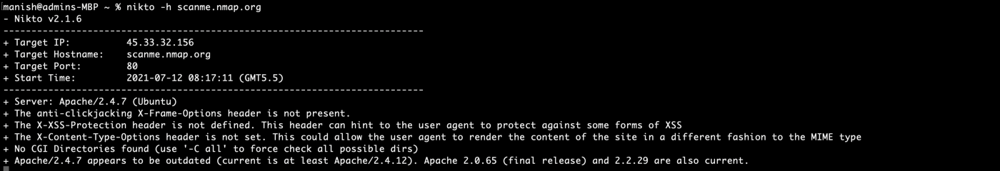 manish@admins-MBP ~ % nikto -h scanme.nmap.org
- Nikto v2.1.6
---------------------------------------------------------------------------
+ Target IP:          45.33.32.156
+ Target Hostname:    scanme.nmap.org
+ Target Port:        80
+ Start Time:         2021-07-12 08:17:11 (GMT5.5)
---------------------------------------------------------------------------
+ Server: Apache/2.4.7 (Ubuntu)
+ The anti-clickjacking X-Frame-Options header is not present.
+ The X-XSS-Protection header is not defined. This header can hint to the user agent to protect against some forms of XSS
+ The X-Content-Type-Options header is not set. This could allow the user agent to render the content of the site in a different fashion to the MIME type
+ No CGI Directories found (use '-C all' to force check all possible dirs)
+ Apache/2.4.7 appears to be outdated (current is at least Apache/2.4.12). Apache 2.0.65 (final release) and 2.2.29 are also current.